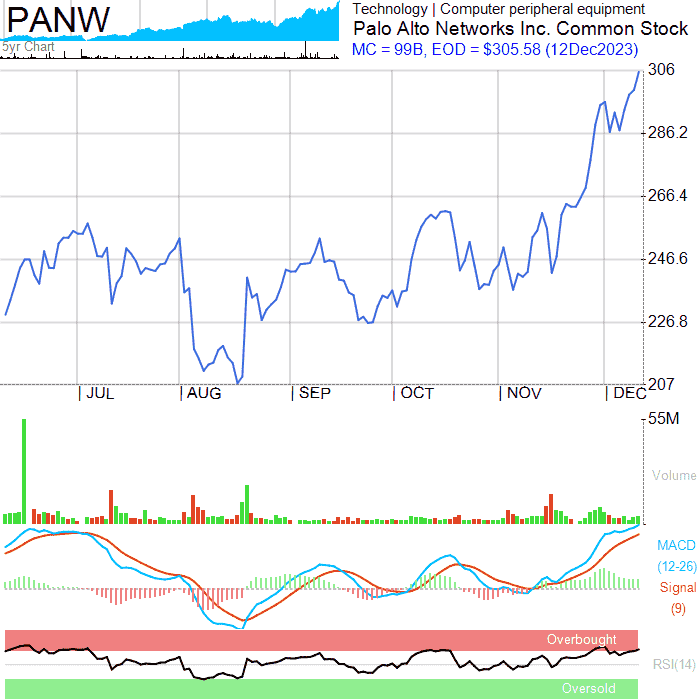 PANW
5yr Chart
Technology | Computer peripheral equipment
Palo Alto Networks Inc. Common Stock
MC = 99B, EOD = $305.58 (12Dec2023)
306
286.2
266.4
246.6
226.8
207
JUL
AUG
SEP
OCT
NOV
DEC
55M
Volume
MACD
(12-26)
Signal
(9)
Overbought
RSI(14)
Oversold